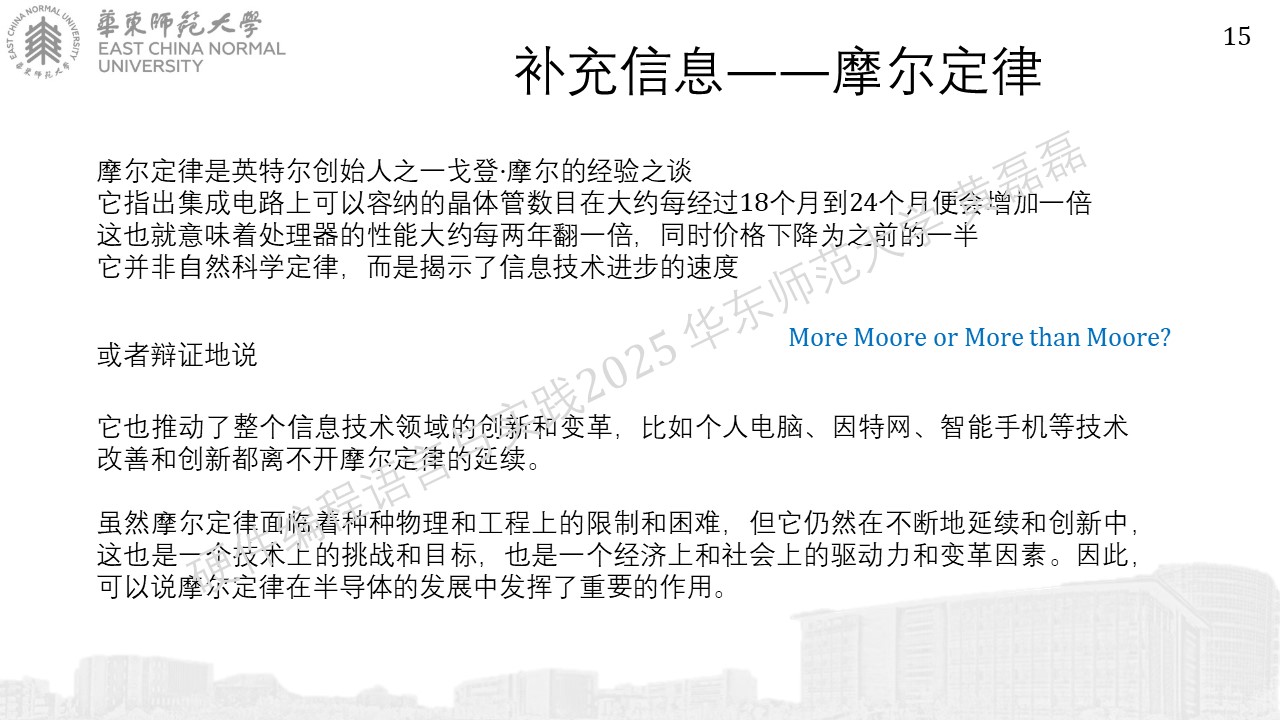 EAST CHINA NORMAL UNIVERSITY
華東師范大學
華東師范大學
EAST CHINA NORMAL
UNIVERSITY
15
补充信息——摩尔定律
摩尔定律是英特尔创始人之一戈登·摩尔的经验之谈
它指出集成电路上可以容纳的晶体管数目在大约每经过18个月到24个月便会增加一倍
这也就意味着处理器的性能大约每两年翻一倍，同时价格下降为之前的一半
它并非自然科学定律，而是揭示了信息技术进步的速度
More Moore or More than Moore?
或者辩证地说
它也推动了整个信息技术领域的创新和变革，比如个人电脑、因特网、智能手机等技术
改善和创新都离不开摩尔定律的延续。
虽然摩尔定律面临着种种物理和工程上的限制和困难，但它仍然在不断地延续和创新中，
这也是一个技术上的挑战和目标，也是一个经济上和社会上的驱动力和变革因素。因此，
可以说摩尔定律在半导体的发展中发挥了重要的作用。
硬件编程语言与实践2025 华东师范大学 黄磊磊